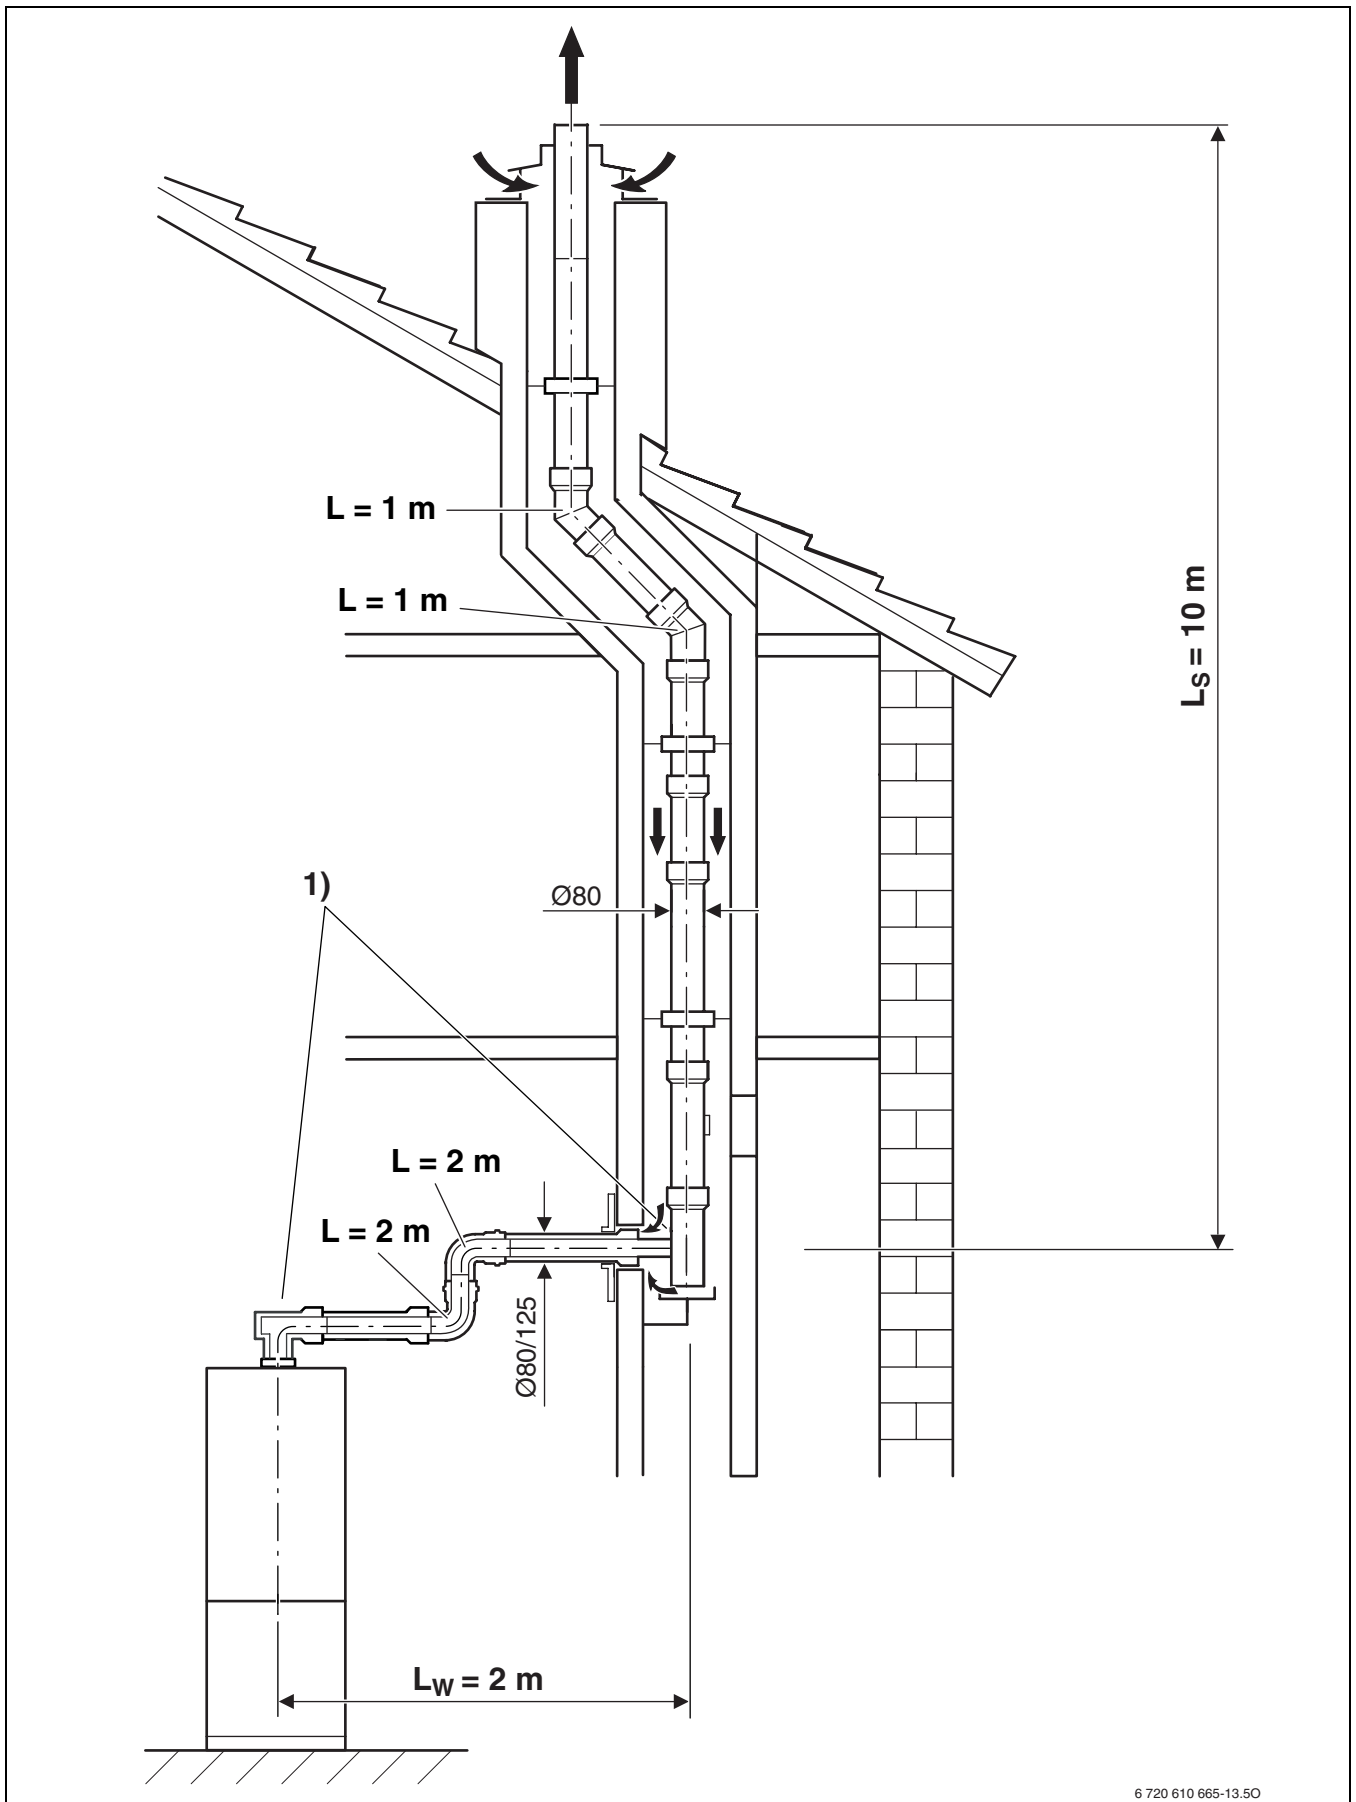 L = 1 m
L = 1 m
LS = 10 m
1)
Ø80
L = 2 m
L = 2 m
Ø80/125
LW = 2 m
6 720 610 665-13.5O